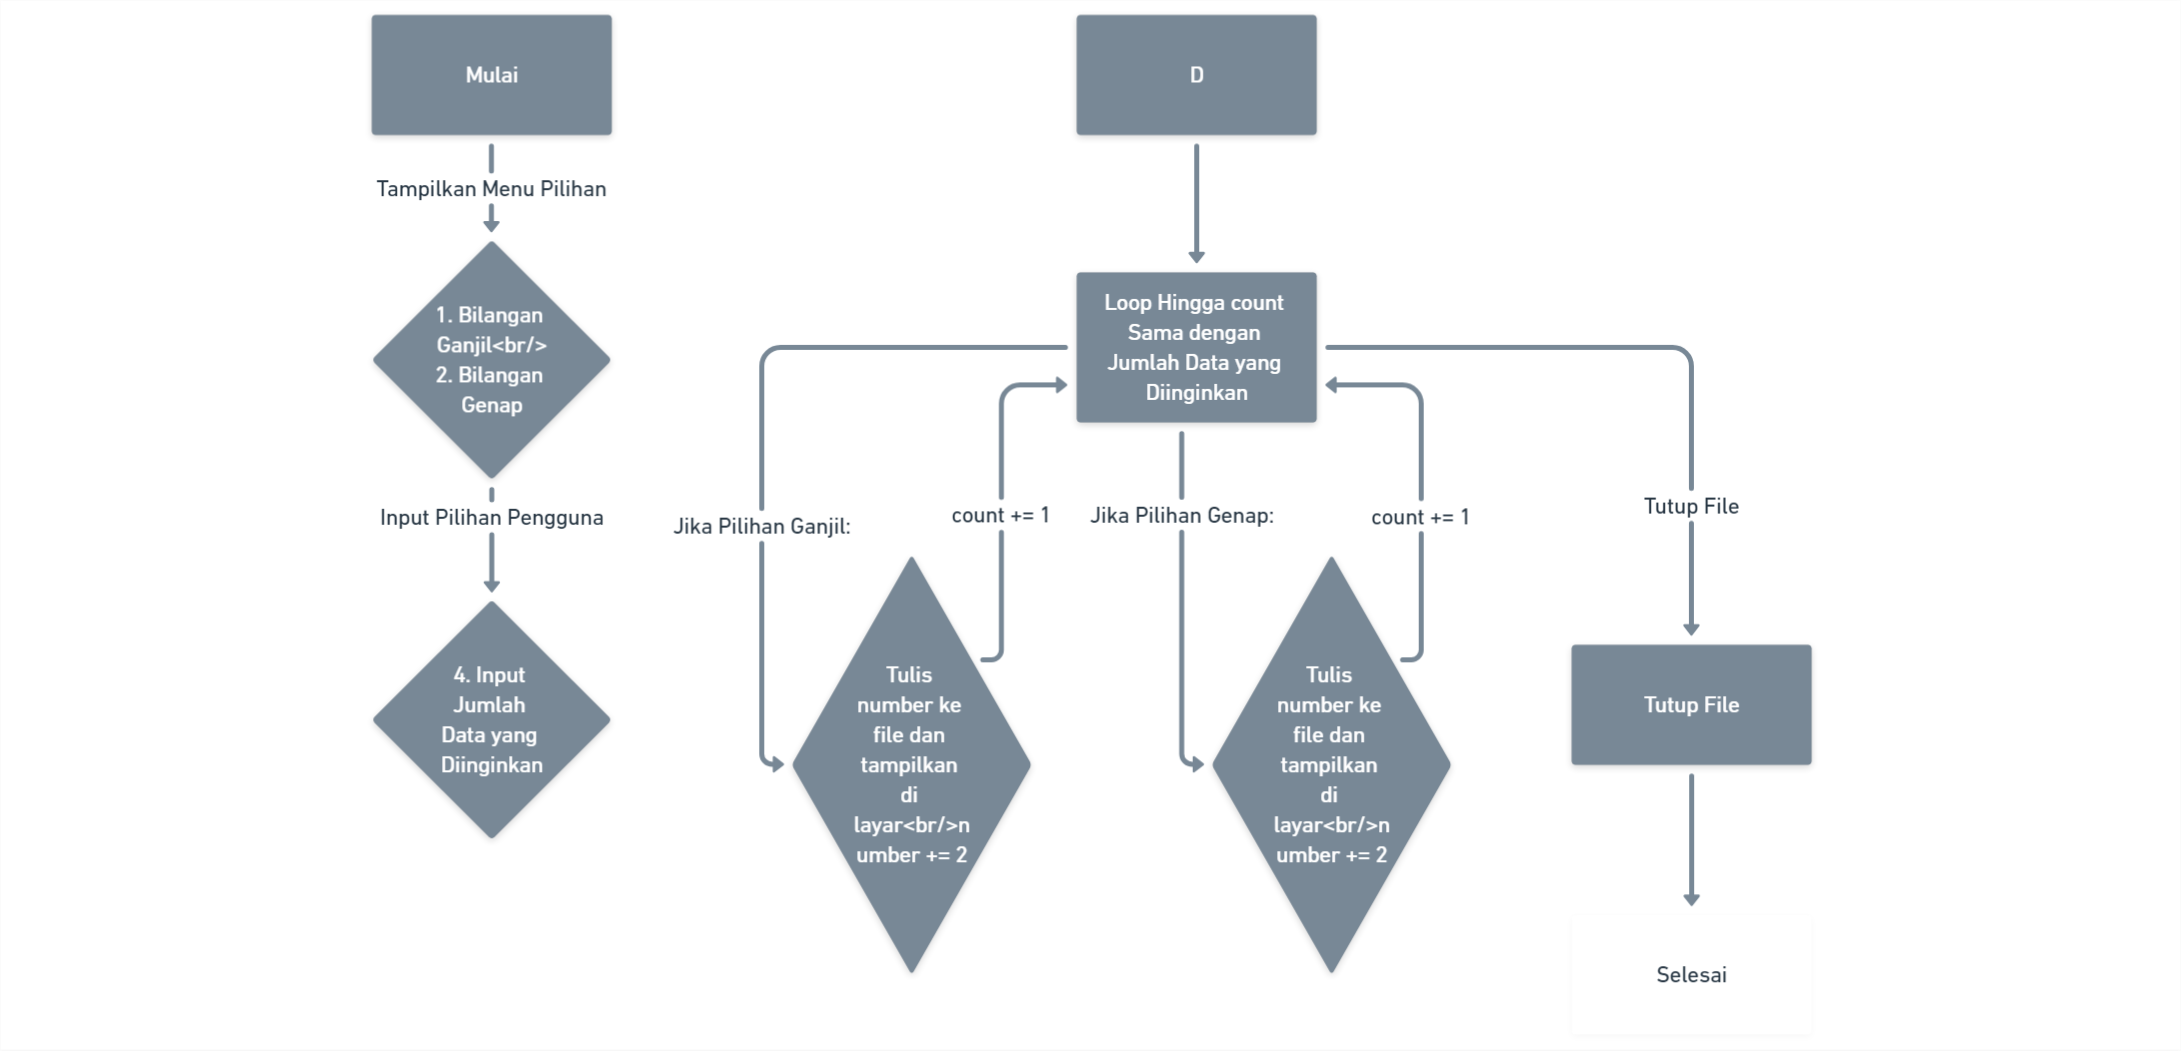 Mulai
Tampilkan Menu Pilihan
1. Bilangan
Ganjil<br/>
2. Bilangan
Genap
Input Pilihan Pengguna
4. Input
Jumlah
Data yang
Diinginkan
D
Loop Hingga count
Sama dengan
Jumlah Data yang
Diinginkan
Jika Pilihan Ganjil:
count += 1
Jika Pilihan Genap:
count += 1
Tutup File
Tulis
number ke
file dan
tampilkan
di
layar<br/>n
umber += 2
Tulis
number ke
file dan
tampilkan
di
layar<br/>n
umber += 2
Tutup File
Selesai